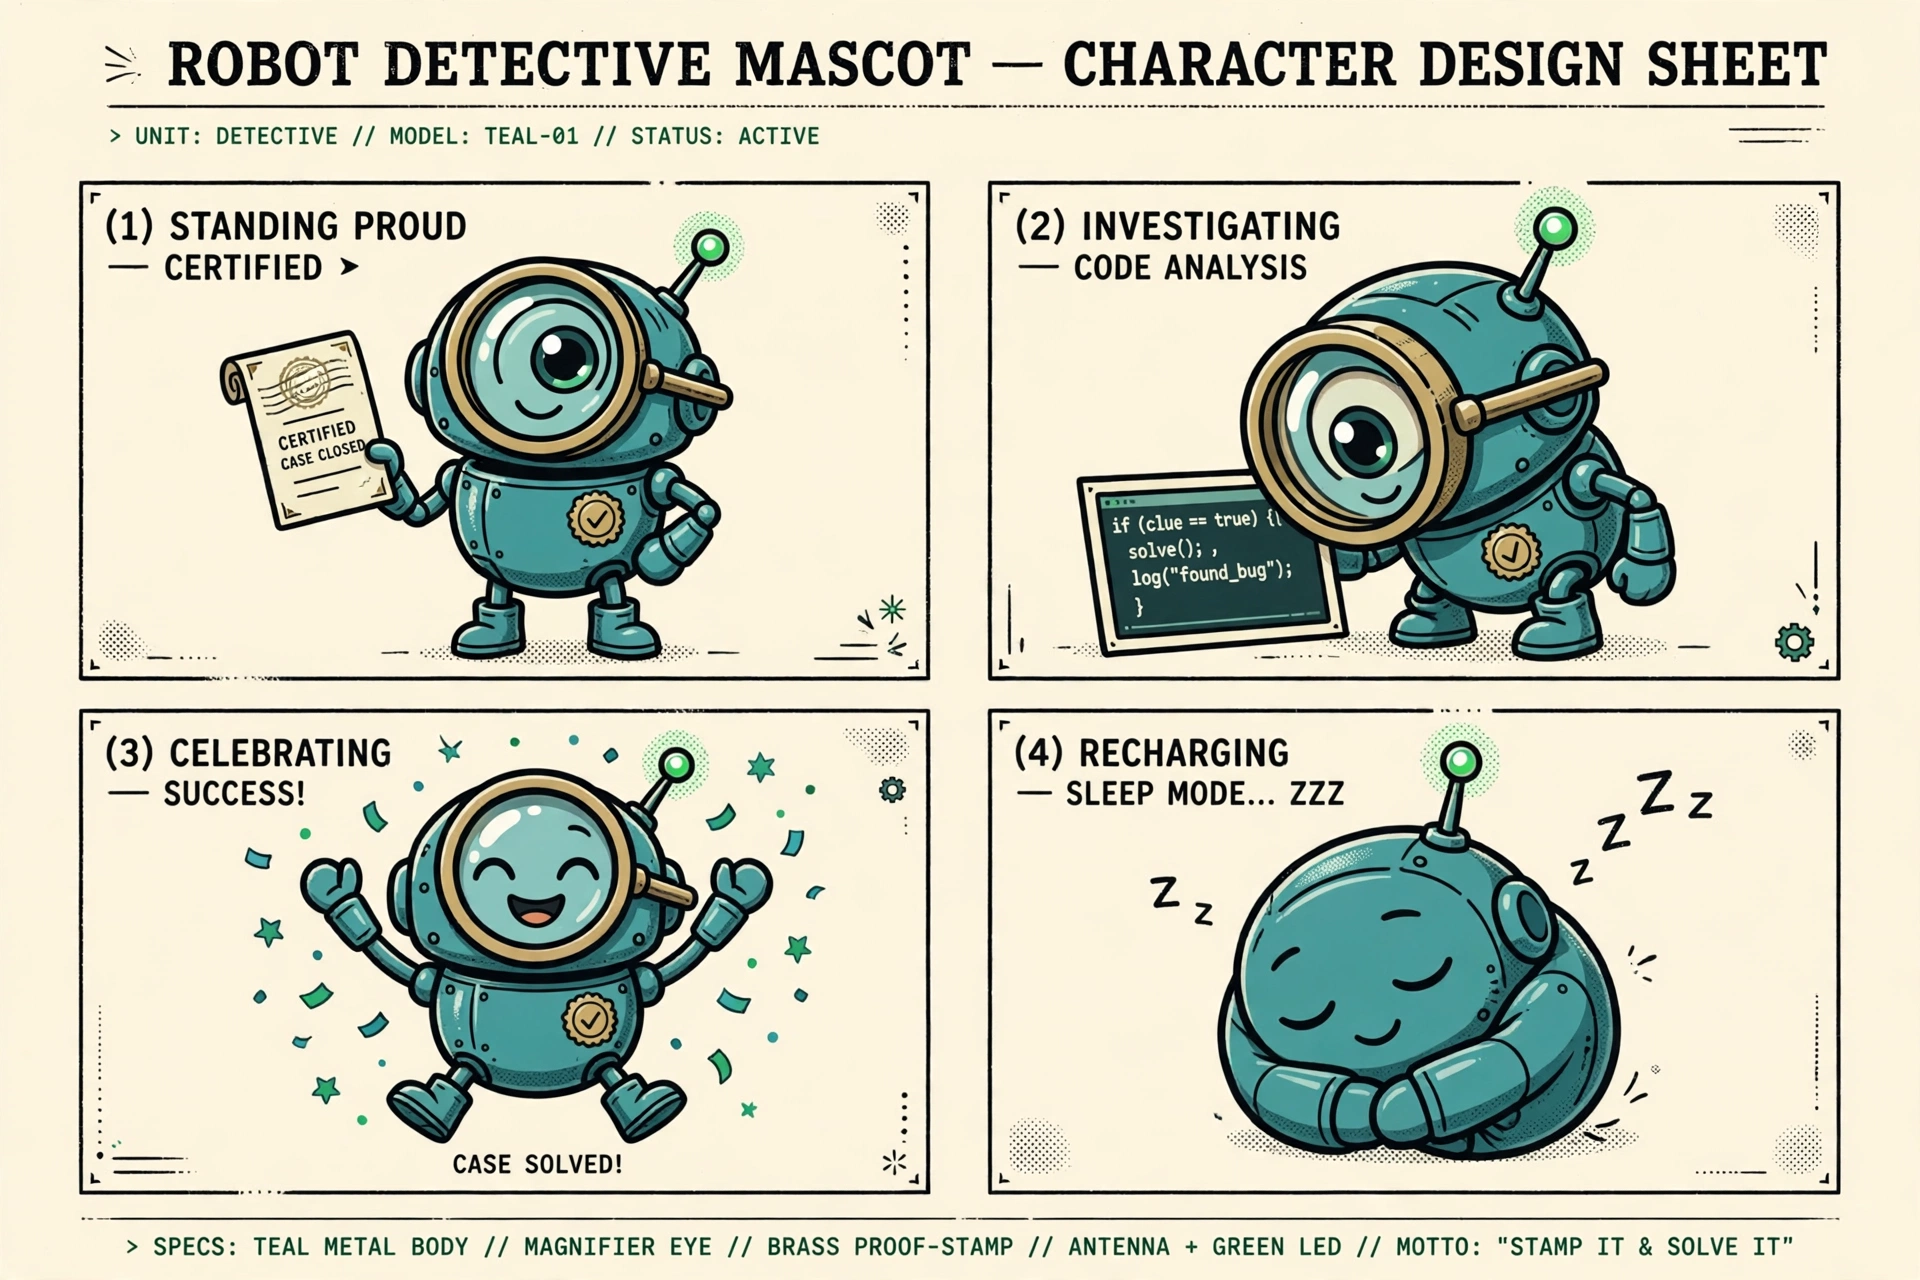 ROBOT DETECTIVE MASCOT — CHARACTER DESIGN SHEET
> UNIT: DETECTIVE // MODEL: TEAL-01 // STATUS: ACTIVE
(1) STANDING PROUD
— CERTIFIED ➤
CERTIFIED
CASE CLOSED
(2) INVESTIGATING
— CODE ANALYSIS
if (clue == true) {
solve(); ,
log("found_bug");
}
(3) CELEBRATING
— SUCCESS!
CASE SOLVED!
(4) RECHARGING
— SLEEP MODE... ZZZ
Z z
z z Z z
> SPECS: TEAL METAL BODY // MAGNIFIER EYE // BRASS PROOF-STAMP // ANTENNA + GREEN LED // MOTTO: "STAMP IT & SOLVE IT"